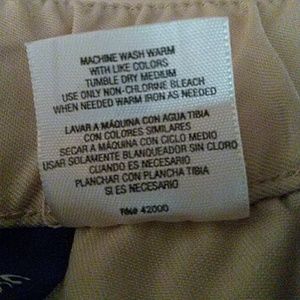 MACHINE WASH WARM
WITH LIKE COLORS
TUMBLE DRY MEDIUM
USE ONLY NON-CHLORINE BLEACH
WHEN NEEDED WARM IRON AS NEEDED
LAVAR A MÁQUINA CON AGUA TIBIA
CON COLORES SIMILARES
SECAR A MÁQUINA CON CICLO MEDIO
USAR SOLAMENTE BLANQUEADOR SIN CLORO
CUANDO ES NECESARIO
PLANCHAR CON PLANCHA TIBIA
SI ES NECESARIO
42000